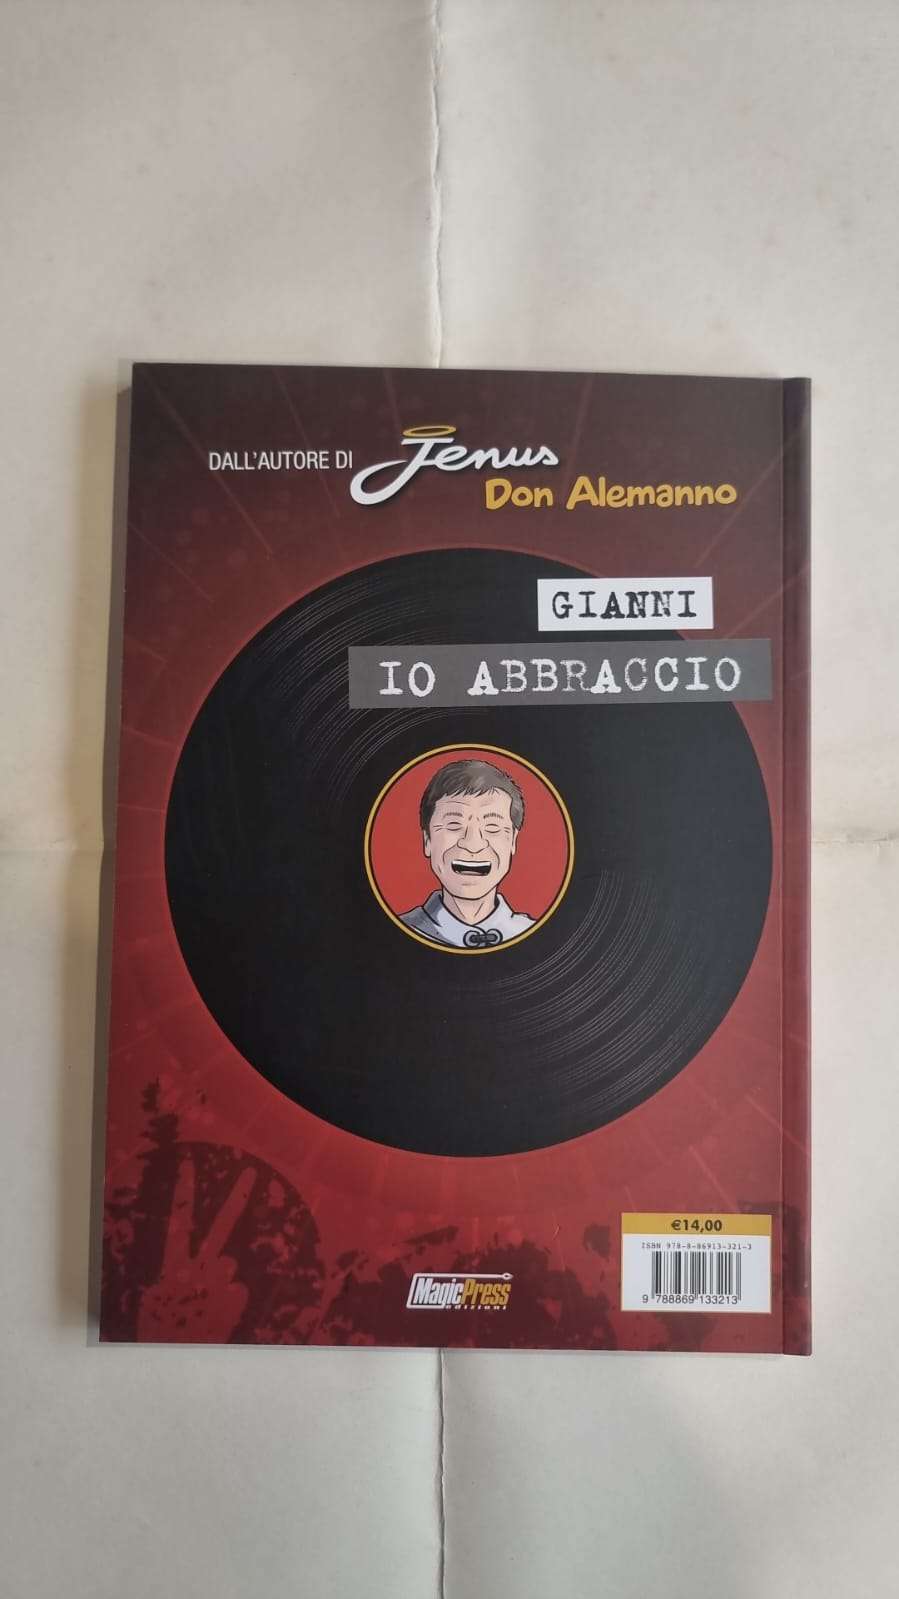 DALL'AUTORE DI Jenus
Don Alemanno
GIANNI
IO ABBRACCIO
€14,00
ISBN 978-8-86913-321-3
9 788869 133213
MagicPress
edizioni